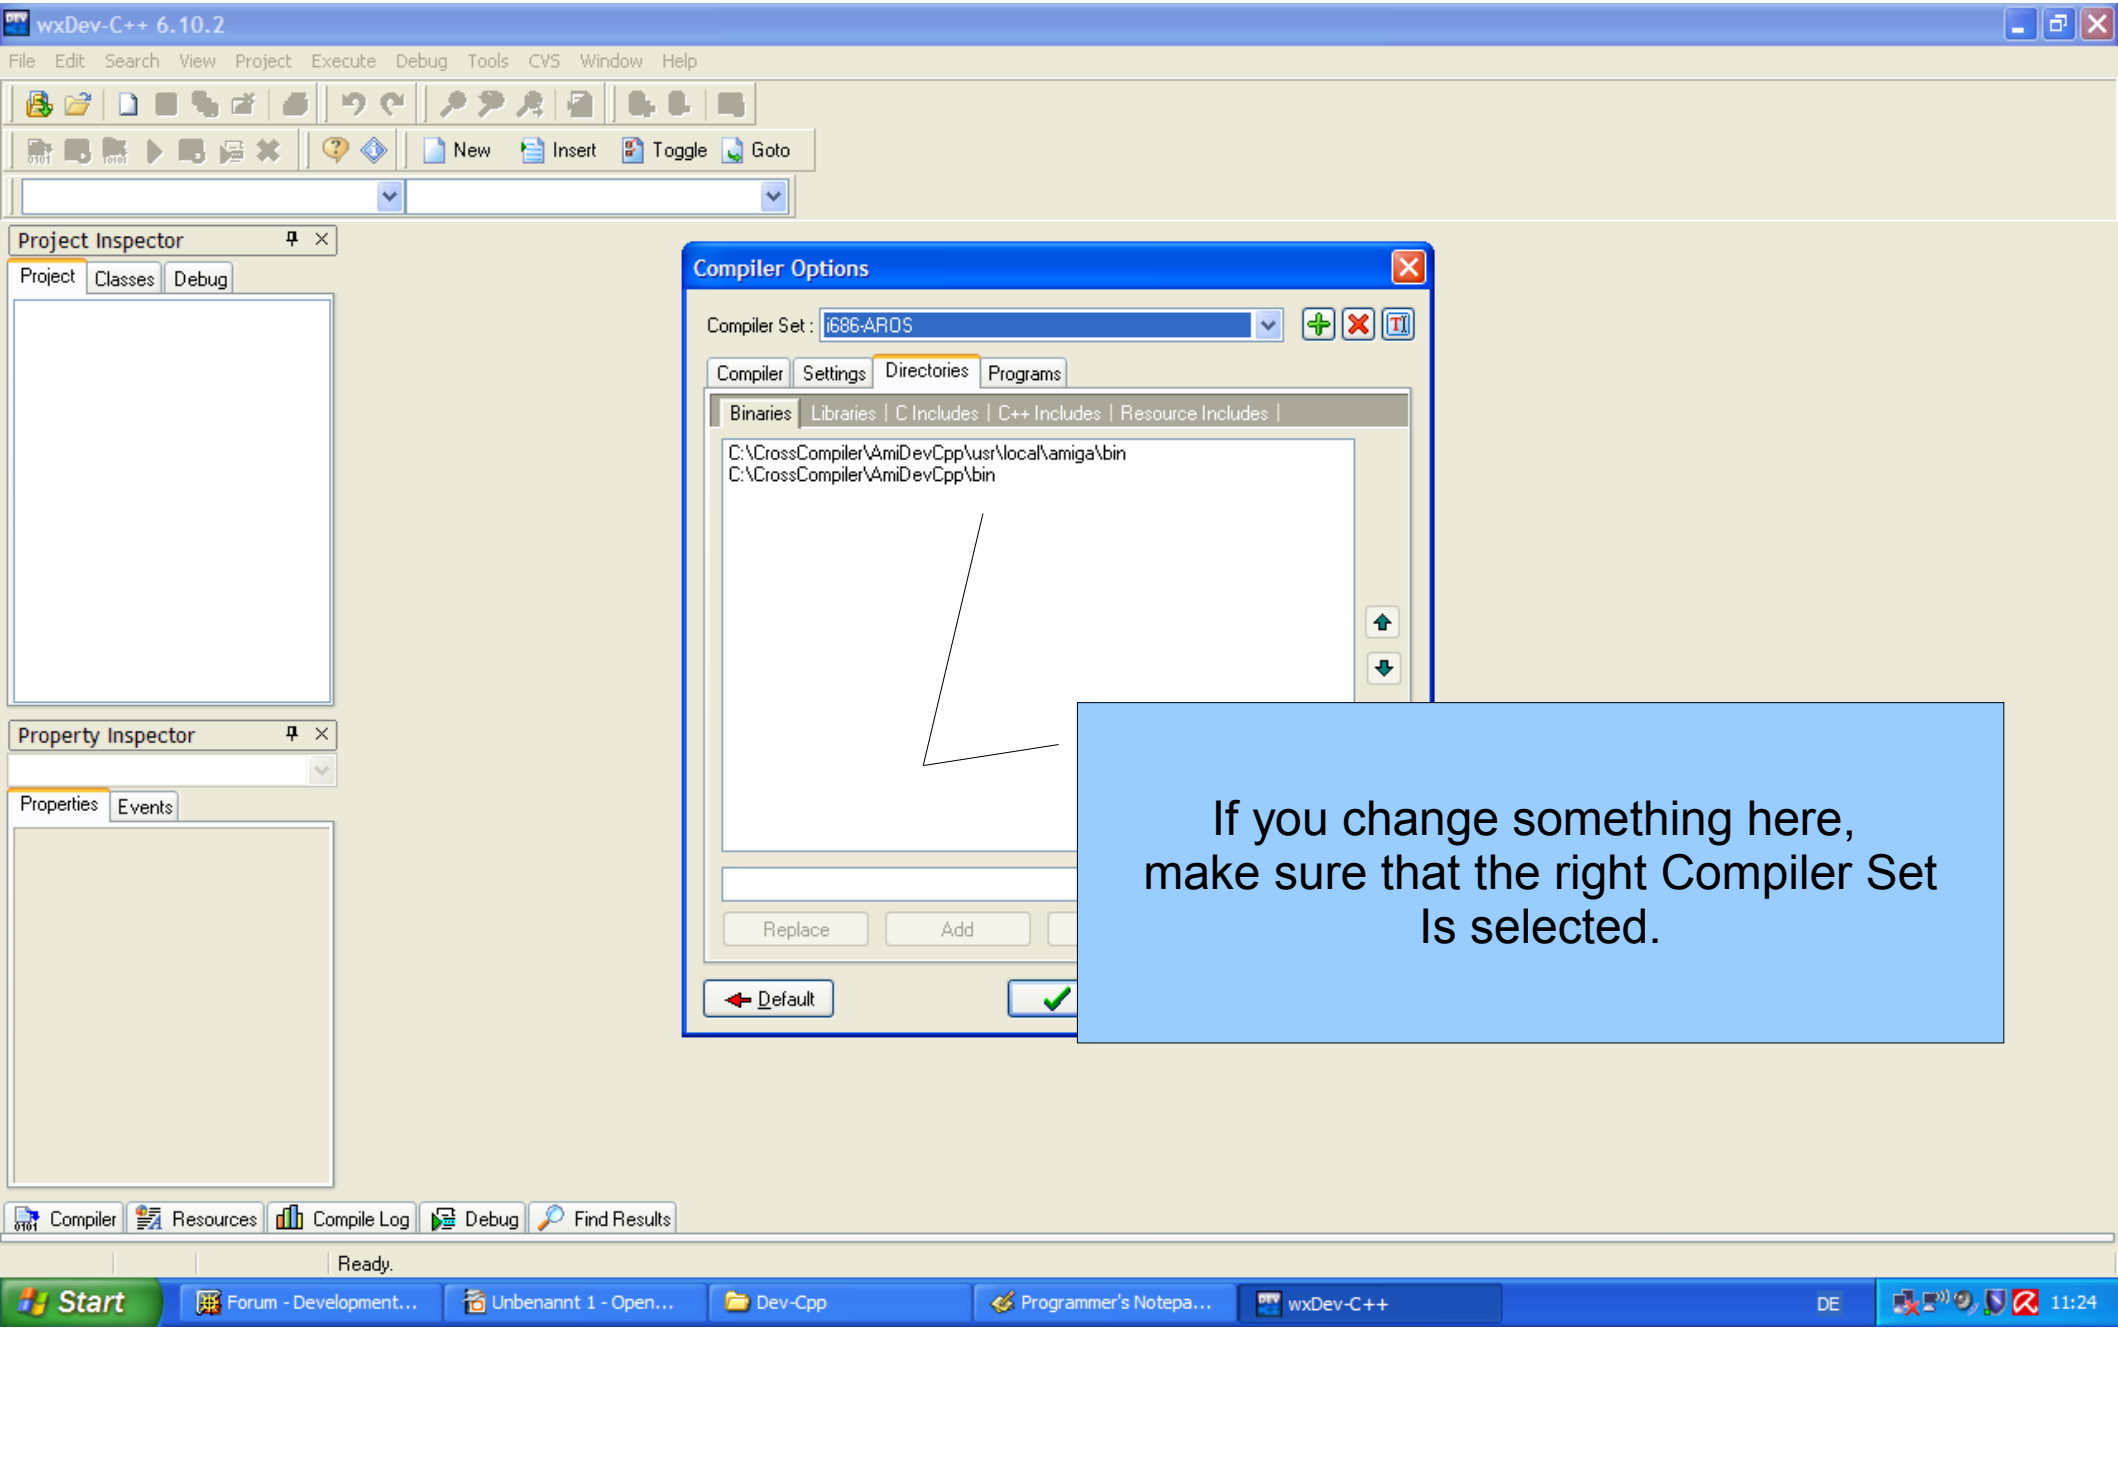 wxDev-C++ 6.10.2
File Edit Search View Project Execute Debug Tools CVS Window Help
New Insert Toggle Goto
Project Inspector
Project Classes Debug
Compiler Options
Compiler Set : i686-AROS
Compiler Settings Directories Programs
Binaries Libraries | C Includes | C++ Includes | Resource Includes |
C:\CrossCompiler\AmiDevCpp\usr\local\amiga\bin
C:\CrossCompiler\AmiDevCpp\bin
Property Inspector
Properties Events
If you change something here,
make sure that the right Compiler Set
Is selected.
Replace Add
Default
Compiler Resources Compile Log Debug Find Results
Ready.
Start Forum - Development... Unbenannt 1 - Open... Dev-Cpp Programmer's Notepa... wxDev-C++ DE 11:24